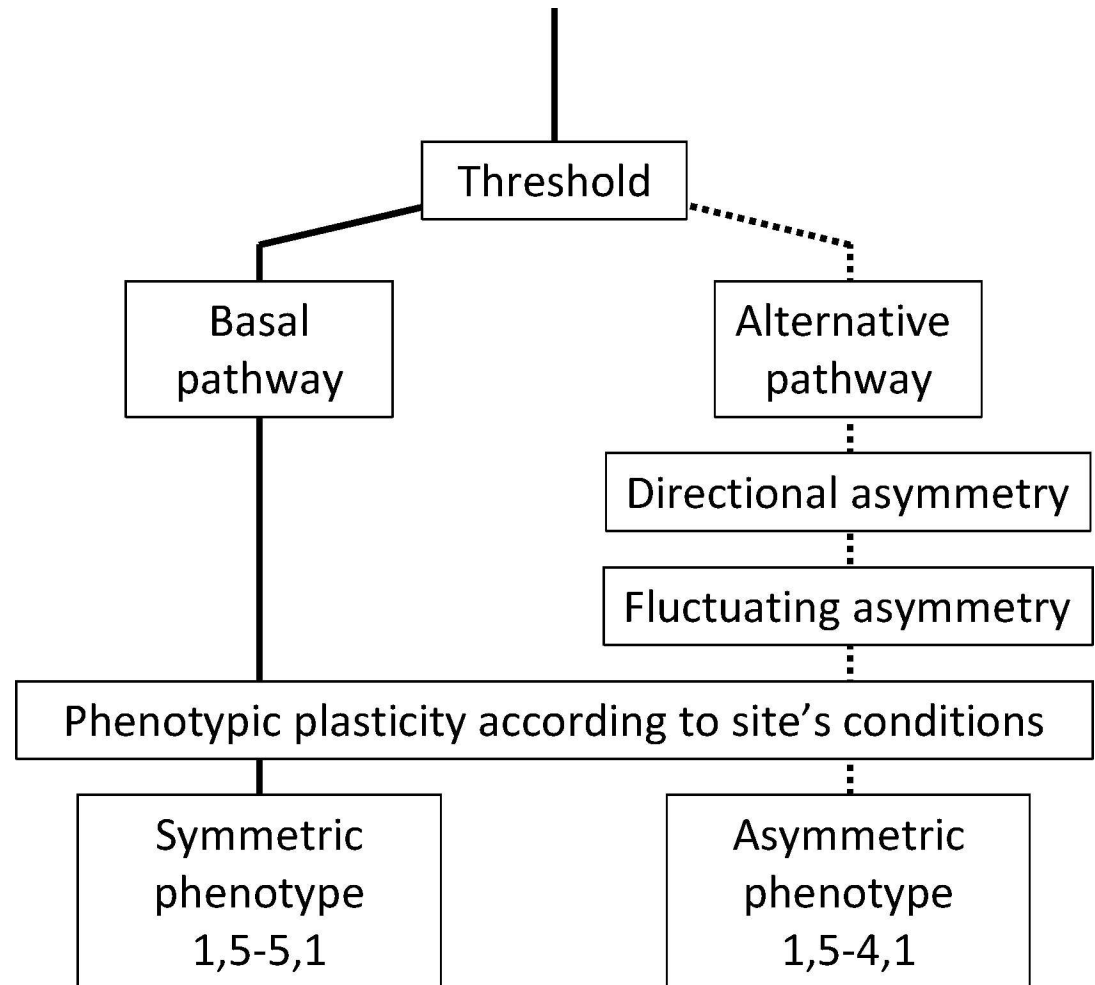 Threshold
Basal
pathway
Alternative
pathway
Directional asymmetry
Fluctuating asymmetry
Phenotypic plasticity according to site’s conditions
Symmetric
phenotype
1,5-5,1
Asymmetric
phenotype
1,5-4,1